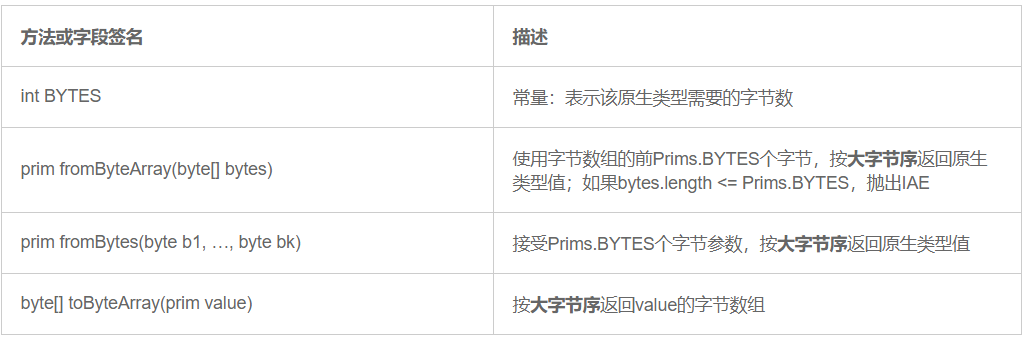 方法或字段签名
描述
int BYTES
常量：表示该原生类型需要的字节数
prim fromByteArray(byte[] bytes)
使用字节数组的前Prims.BYTES个字节，按大字节序返回原生
类型值；如果bytes.length <= Prims.BYTES，抛出IAE
prim fromBytes(byte b1, …, byte bk)
接受Prims.BYTES个字节参数，按大字节序返回原生类型值
byte[] toByteArray(prim value)
按大字节序返回value的字节数组